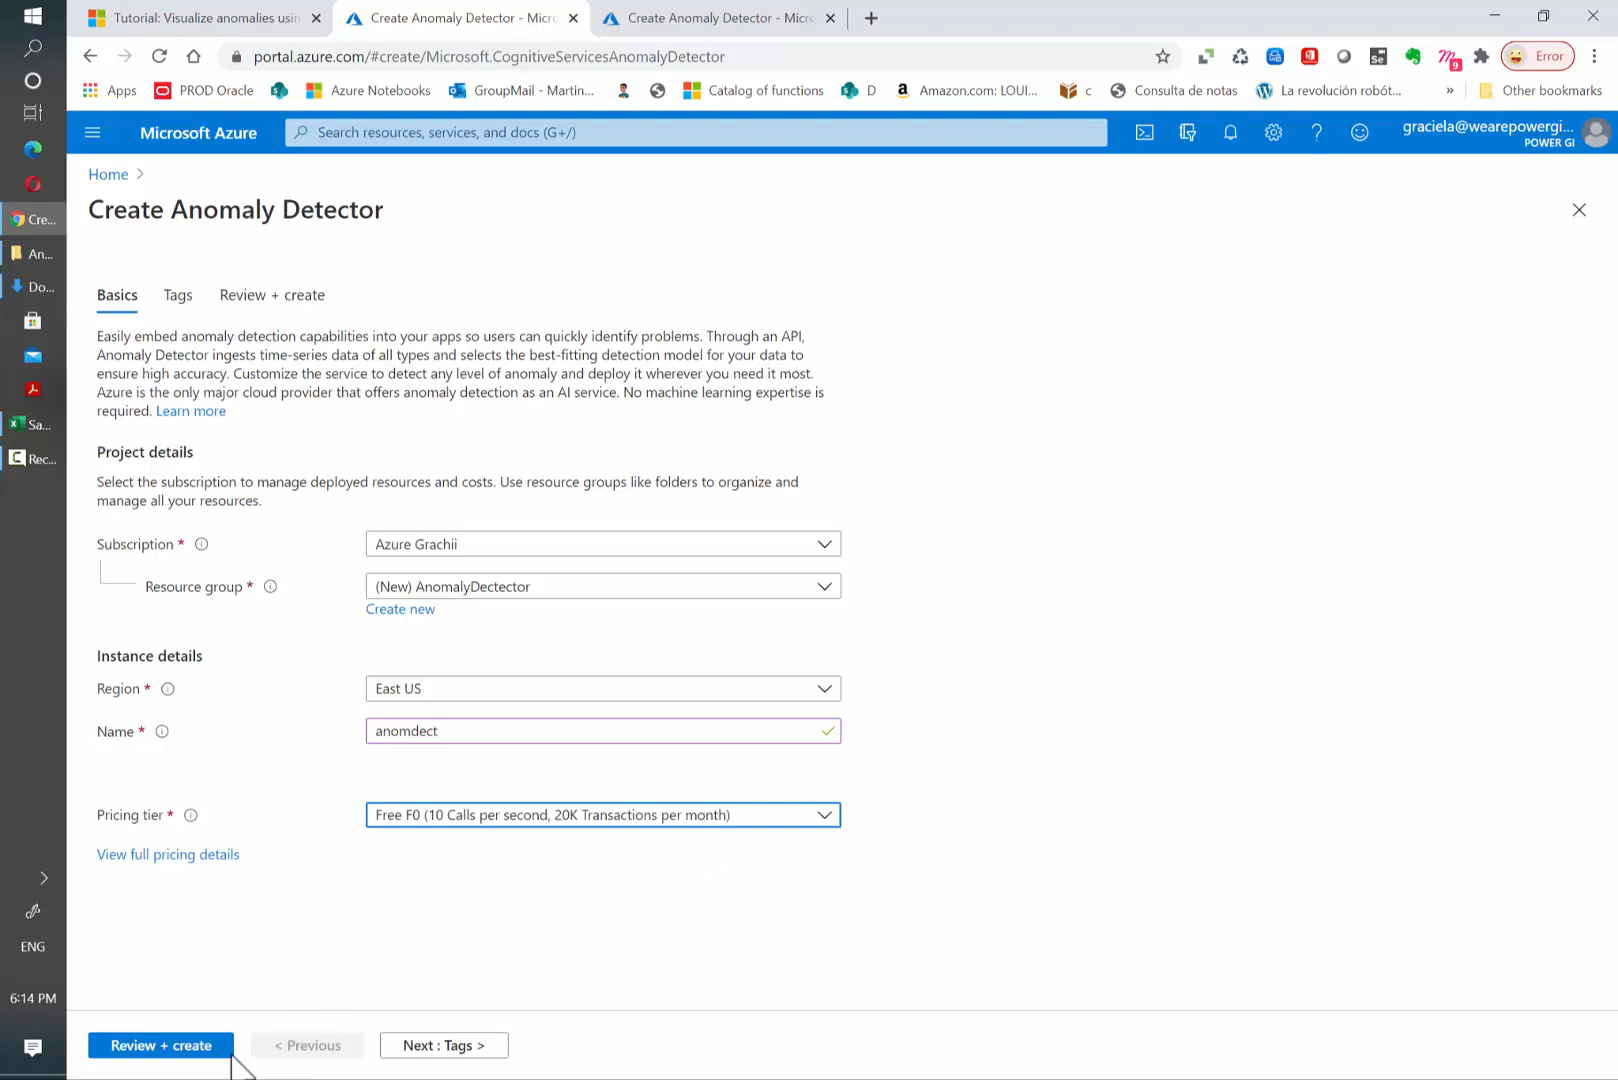 Tutorial: Visualize anomalies usin
Create Anomaly Detector - Micro
Create Anomaly Detector - Micro
portal.azure.com/#create/Microsoft.CognitiveServicesAnomalyDetector
Error
Apps
PROD Oracle
Azure Notebooks
GroupMail - Martin...
Catalog of functions
D
Amazon.com: LOUI...
c
Consulta de notas
La revolución robót...
»
Other bookmarks
Microsoft Azure
Search resources, services, and docs (G+/)
graciela@wearepowergi...
POWER GI
Home >
Create Anomaly Detector
Basics
Tags
Review + create
Easily embed anomaly detection capabilities into your apps so users can quickly identify problems. Through an API,
Anomaly Detector ingests time-series data of all types and selects the best-fitting detection model for your data to
ensure high accuracy. Customize the service to detect any level of anomaly and deploy it wherever you need it most.
Azure is the only major cloud provider that offers anomaly detection as an AI service. No machine learning expertise is
required. Learn more
Project details
Select the subscription to manage deployed resources and costs. Use resource groups like folders to organize and
manage all your resources.
Subscription *
Azure Grachii
Resource group *
(New) AnomalyDectector
Create new
Instance details
Region *
East US
Name *
anomdect
Pricing tier *
Free F0 (10 Calls per second, 20K Transactions per month)
View full pricing details
Review + create
< Previous
Next : Tags >
Cre...
An...
Do...
Sa...
Rec...
ENG
6:14 PM
Se
9